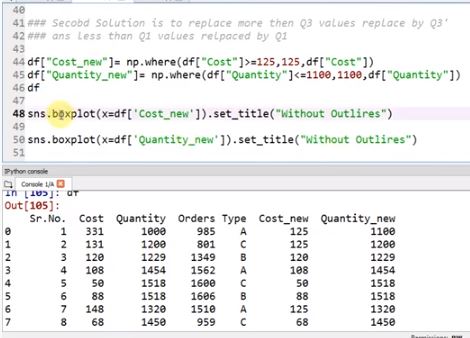 40
41 ### Secobd Solution is to replace more then Q3 values replace by Q3'
42 ### ans less than Q1 values relpaced by Q1
43
44 df["Cost_new"]= np.where(df["Cost"]>=125,125,df["Cost"])
45 df["Quantity_new"]= np.where(df["Quantity"]<=1100,1100,df["Quantity"])
46 df
47
48 sns.boxplot(x=df['Cost_new']).set_title("Without Outlires")
49
50 sns.boxplot(x=df['Quantity_new']).set_title("Without Outlires")
51
IPython console
Console 1/A
In [105]: df
Out[105]:
Sr.No. Cost Quantity Orders Type Cost_new Quantity_new
0 1 331 1000 985 A 125 1100
1 2 131 1200 801 C 125 1200
2 3 120 1229 1349 B 120 1229
3 4 108 1454 1562 A 108 1454
4 5 50 1518 1600 C 50 1518
5 6 88 1518 1606 B 88 1518
6 7 148 1320 1510 A 125 1320
7 8 68 1450 959 C 68 1450
Permissions: RW